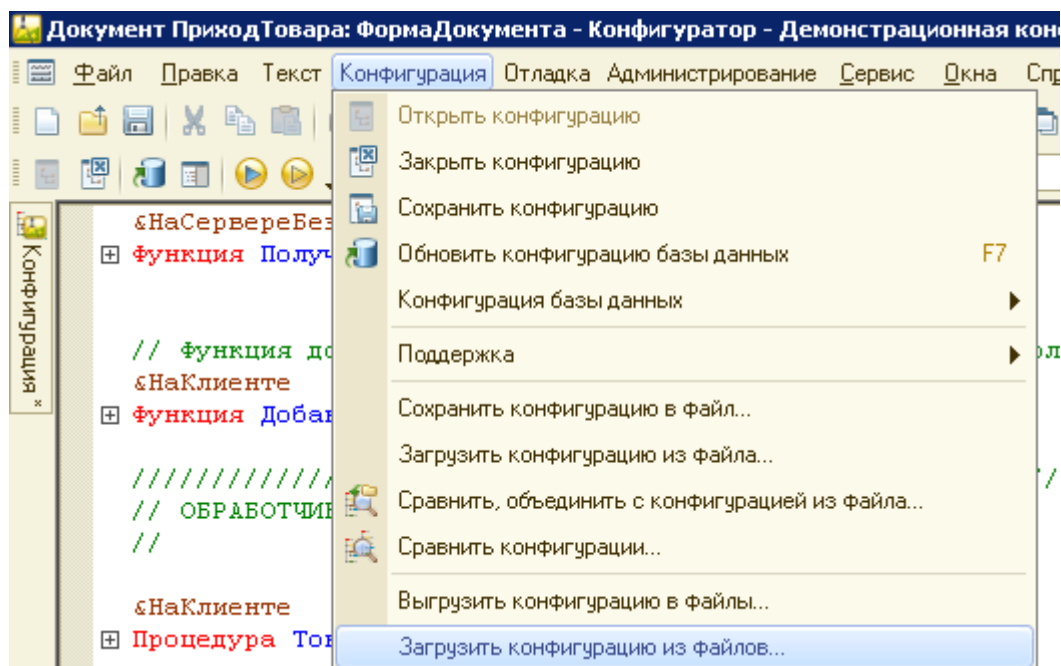 Документ ПриходТовара: ФормаДокумента - Конфигуратор - Демонстрационная
Файл Правка Текст Конфигурация Отладка Администрирование Сервис Окна
Открыть конфигурацию
Закрыть конфигурацию
Сохранить конфигурацию
&НаСервереБез
Обновить конфигурацию базы данных F7
Функция Получ
Конфигурация базы данных
Конфигурация
// Функция до
Поддержка
&НаКлиенте
Сохранить конфигурацию в файл...
Функция Добав
Загрузить конфигурацию из файла...
//////////////
Сравнить, объединить с конфигурацией из файла...
// ОБРАБОТЧИК
Сравнить конфигурации...
//
Выгрузить конфигурацию в файлы...
&НаКлиенте
Процедура Тов
Загрузить конфигурацию из файлов...